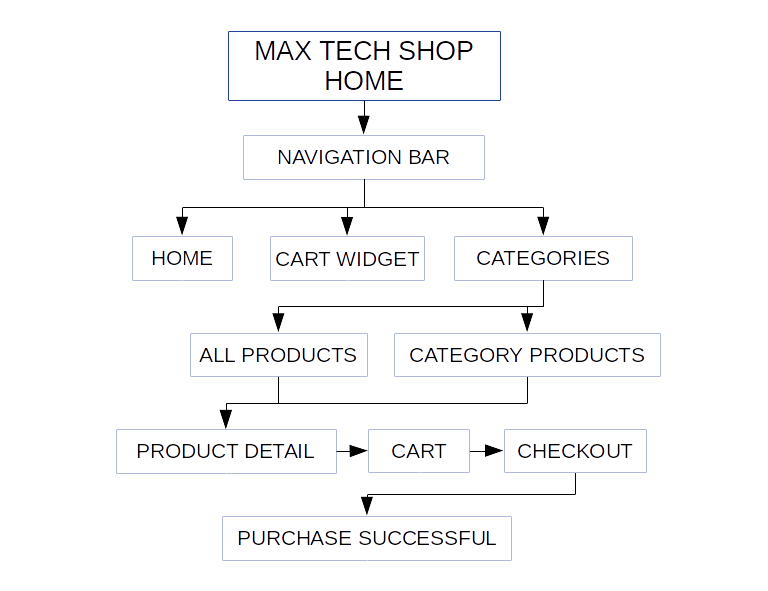 MAX TECH SHOP
HOME
NAVIGATION BAR
HOME
CART WIDGET
CATEGORIES
ALL PRODUCTS
CATEGORY PRODUCTS
PRODUCT DETAIL
CART
CHECKOUT
PURCHASE SUCCESSFUL